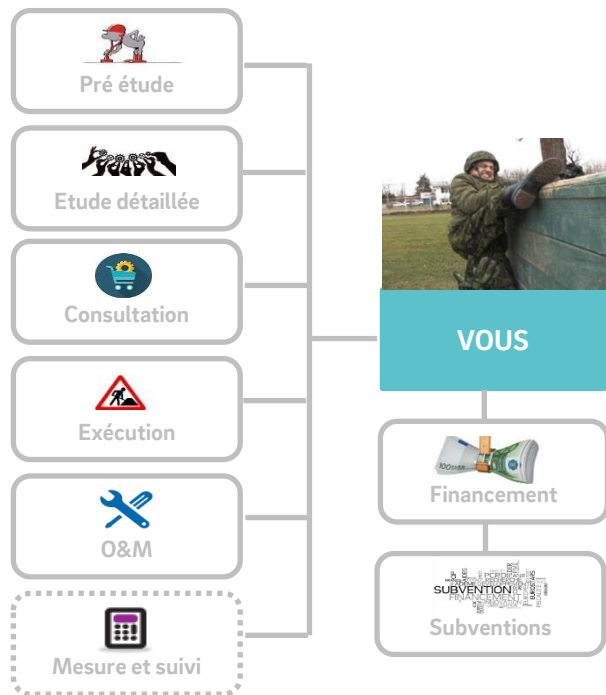 Pré étude
Etude détaillée
Consultation
Exécution
O&M
Mesure et suivi
VOUS
Financement
SUBVENTION
FINANCEMENT
Subventions